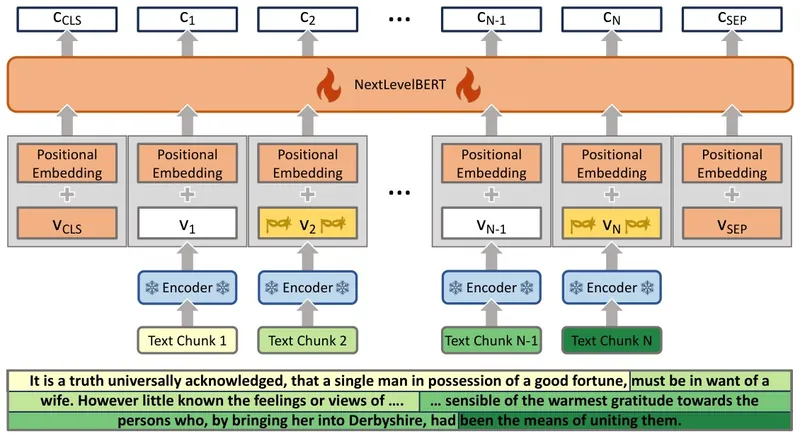 C_CLS C_1 C_2 ... C_N-1 C_N C_SEP
NextLevelBERT
Positional Embedding Positional Embedding Positional Embedding ... Positional Embedding Positional Embedding Positional Embedding
+ + + + + +
V_CLS V_1 V_2 V_N-1 V_N V_SEP
Encoder Encoder Encoder Encoder
Text Chunk 1 Text Chunk 2 Text Chunk N-1 Text Chunk N
It is a truth universally acknowledged, that a single man in possession of a good fortune, must be in want of a
wife. However little known the feelings or views of .... ... sensible of the warmest gratitude towards the
persons who, by bringing her into Derbyshire, had been the means of uniting them.